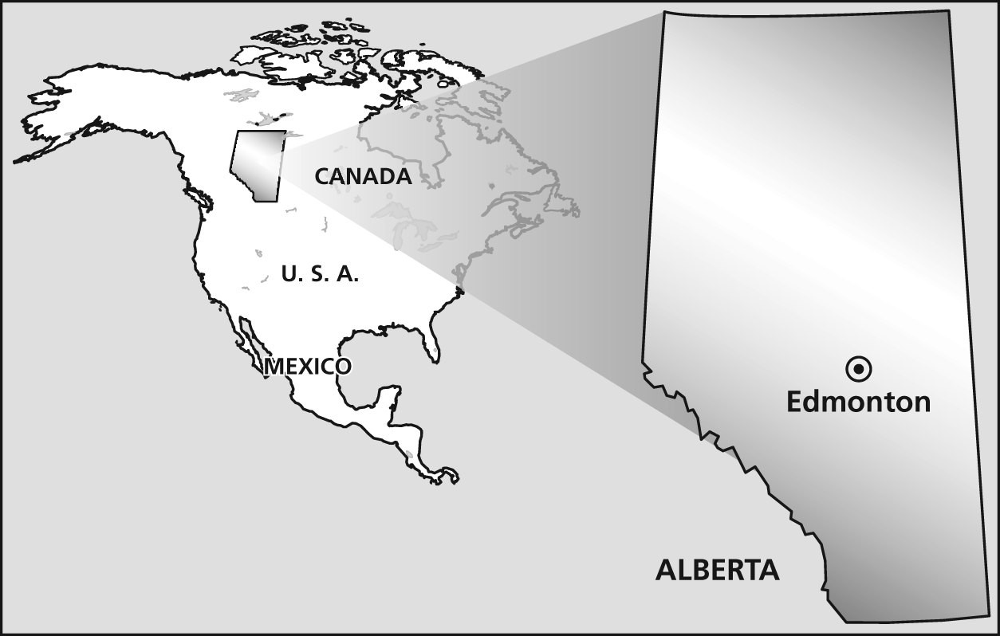 CANADA
U. S. A.
MEXICO
Edmonton
ALBERTA